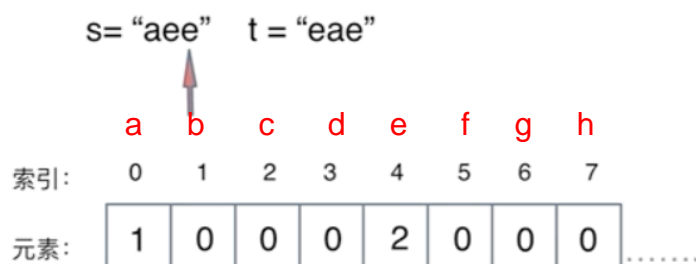 s= “aee”    t = “eae”
a b c d e f g h
索引: 0 1 2 3 4 5 6 7
元素: 1 0 0 0 2 0 0 0 ........